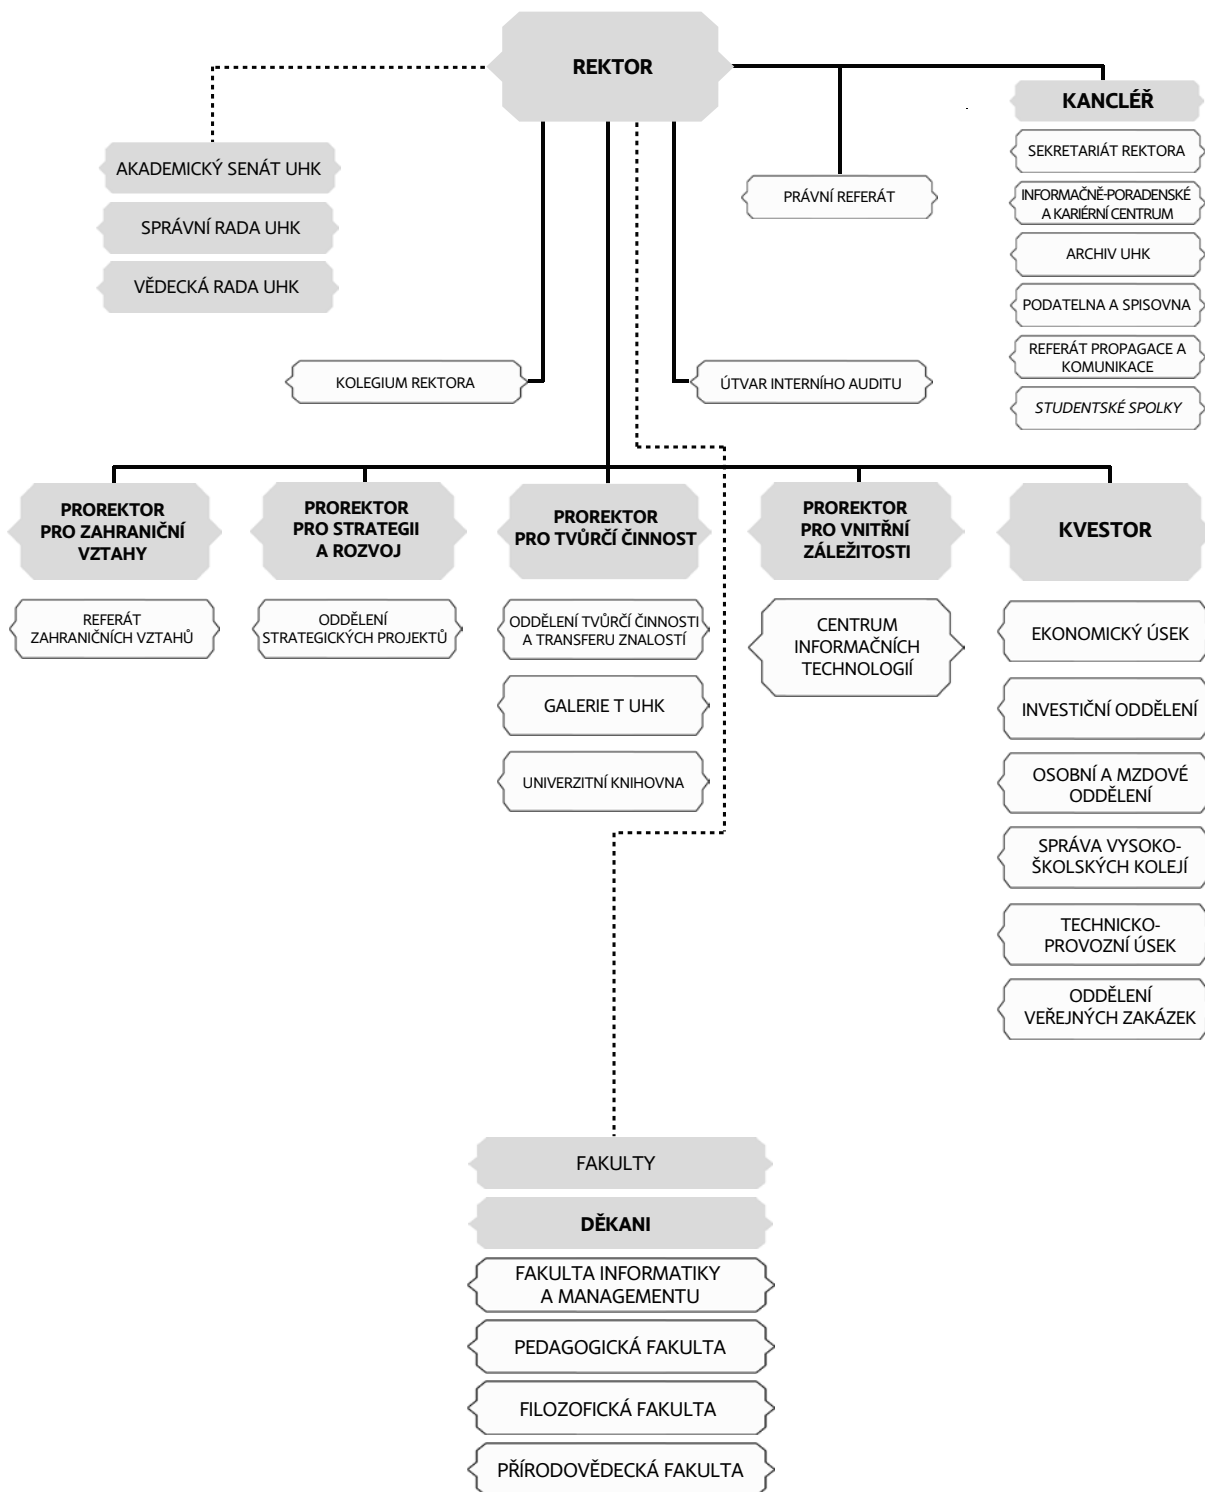 REKTOR
KANCLÉŘ
SEKRETARIÁT REKTORA
INFORMAČNĚ-PORADENSKÉ
A KARIÉRNÍ CENTRUM
ARCHIV UHK
PODATELNA A SPISOVNA
REFERÁT PROPAGACE A
KOMUNIKACE
STUDENTSKÉ SPOLKY
AKADEMICKÝ SENÁT UHK
SPRÁVNÍ RADA UHK
VĚDECKÁ RADA UHK
PRÁVNÍ REFERÁT
KOLEGIUM REKTORA
ÚTVAR INTERNÍHO AUDITU
PROREKTOR
PRO ZAHRANIČNÍ
VZTAHY
REFERÁT
ZAHRANIČNÍCH VZTAHŮ
PROREKTOR
PRO STRATEGII
A ROZVOJ
ODDĚLENÍ
STRATEGICKÝCH PROJEKTŮ
PROREKTOR
PRO TVŮRČÍ ČINNOST
ODDĚLENÍ TVŮRČÍ ČINNOSTI
A TRANSFERU ZNALOSTÍ
GALERIE T UHK
UNIVERZITNÍ KNIHOVNA
PROREKTOR
PRO VNITŘNÍ
ZÁLEŽITOSTI
CENTRUM
INFORMAČNÍCH
TECHNOLOGIÍ
KVESTOR
EKONOMICKÝ ÚSEK
INVESTIČNÍ ODDĚLENÍ
OSOBNÍ A MZDOVÉ
ODDĚLENÍ
SPRÁVA VYSOKO-
ŠKOLSKÝCH KOLEJÍ
TECHNICKO-
PROVOZNÍ ÚSEK
ODDĚLENÍ
VEŘEJNÝCH ZAKÁZEK
FAKULTY
DĚKANI
FAKULTA INFORMATIKY
A MANAGEMENTU
PEDAGOGICKÁ FAKULTA
FILOZOFICKÁ FAKULTA
PŘÍRODOVĚDECKÁ FAKULTA